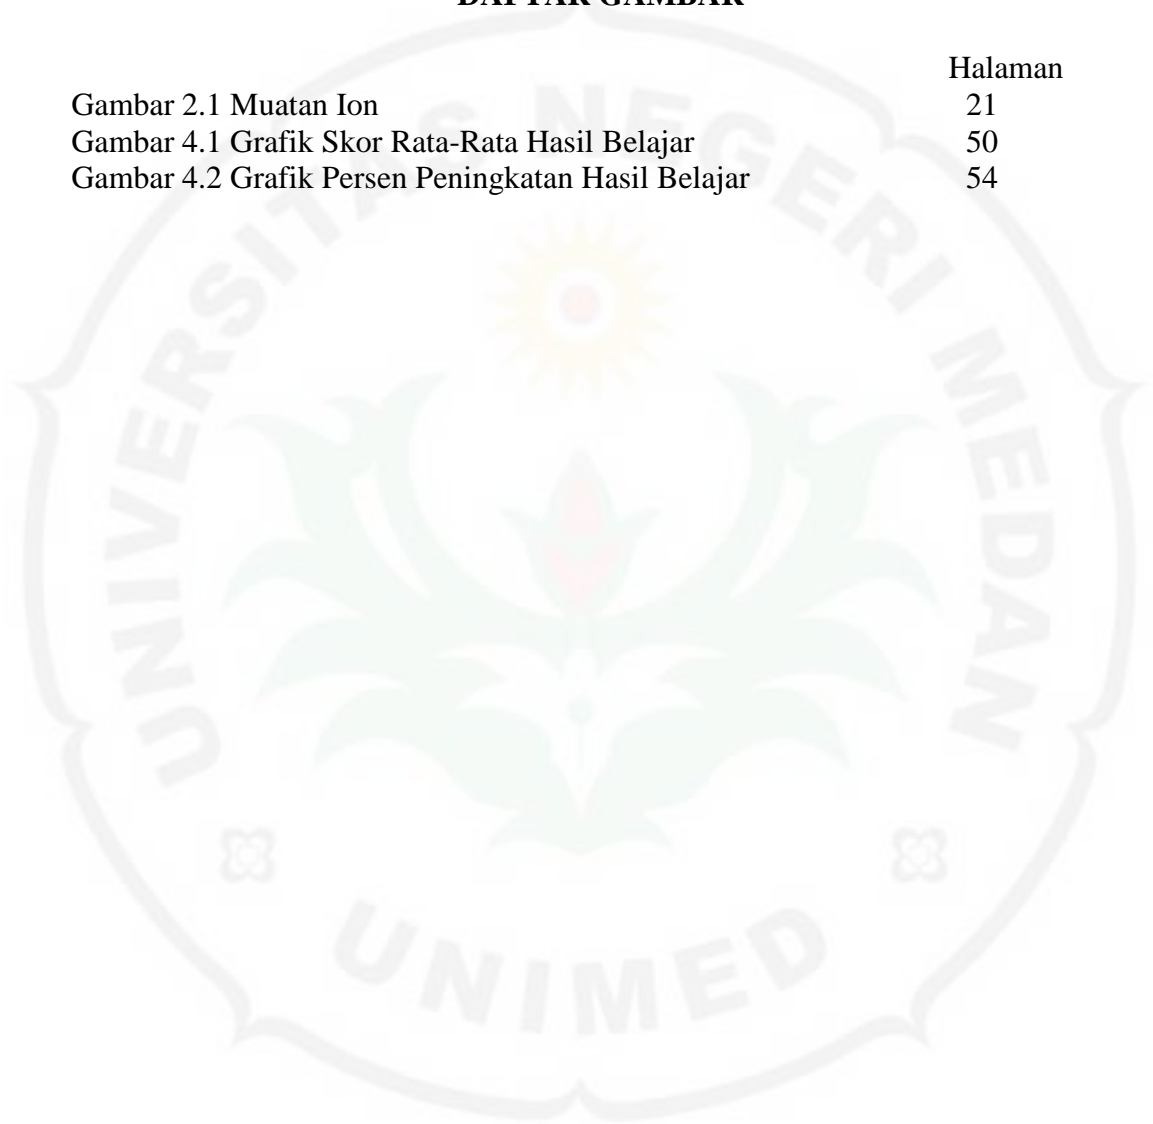 DAFTAR GAMBAR
Halaman
Gambar 2.1 Muatan Ion 21
Gambar 4.1 Grafik Skor Rata-Rata Hasil Belajar 50
Gambar 4.2 Grafik Persen Peningkatan Hasil Belajar 54
UNIVERSITAS NEGERI MEDAN
UNIMED